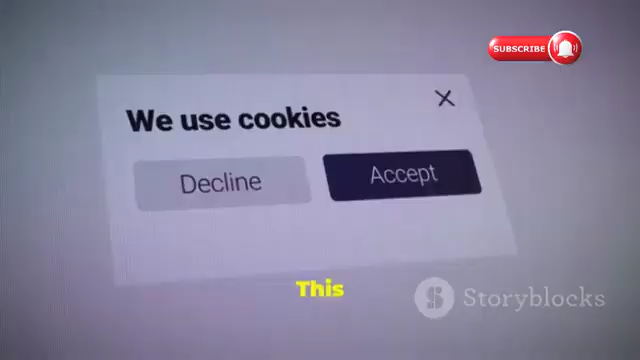 SUBSCRIBE
We use cookies
Decline
Accept
This
Storyblocks